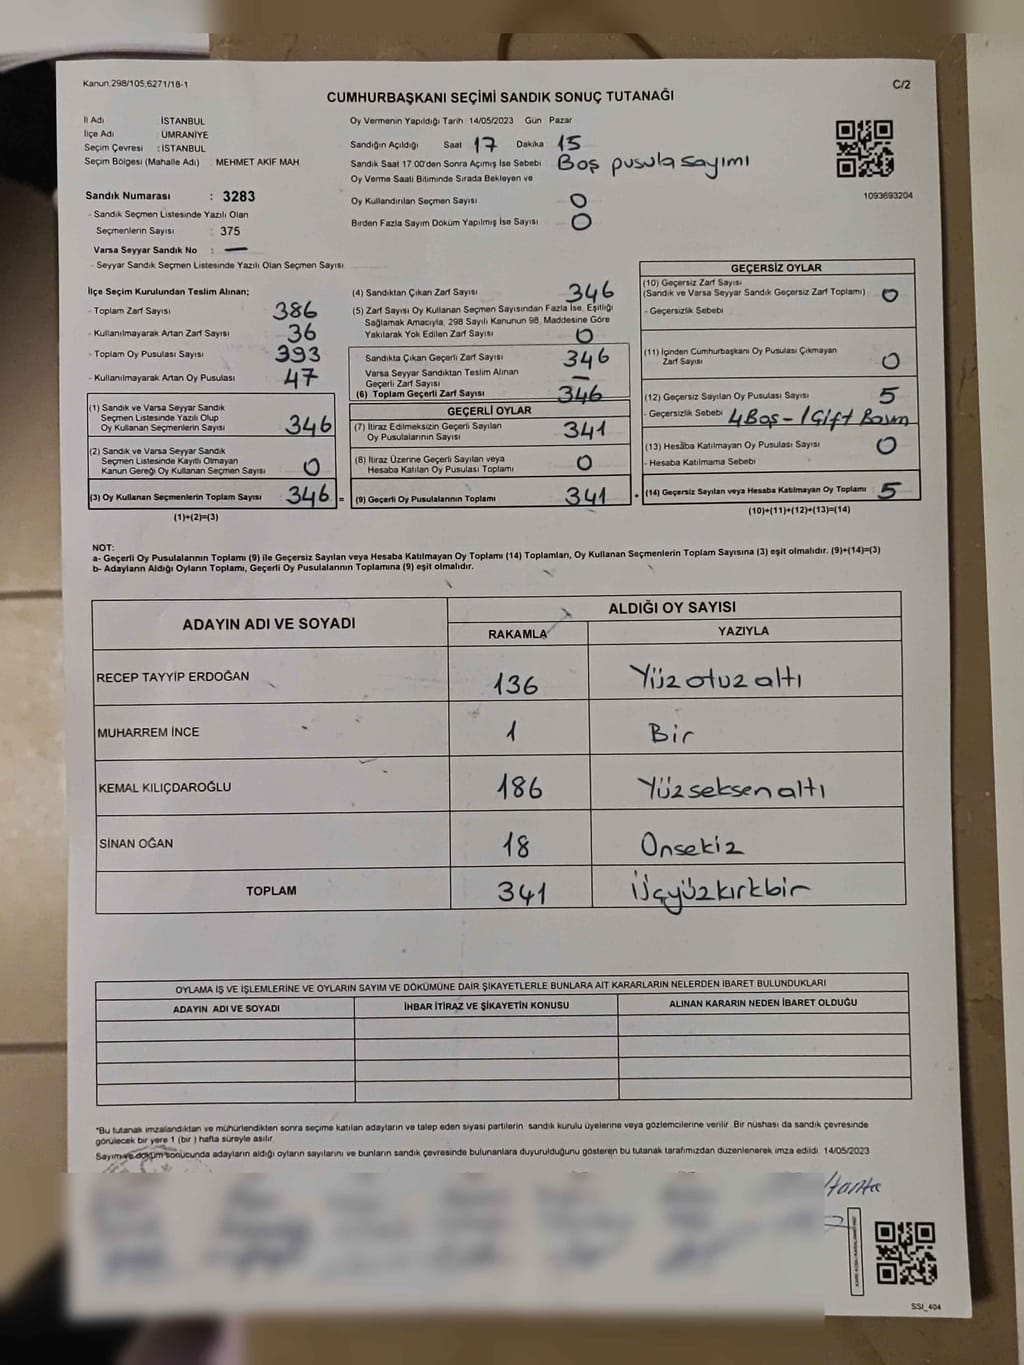 Kanun 298/105,6271/18-1
C/2
CUMHURBAŞKANI SEÇİMİ SANDIK SONUÇ TUTANAĞI
İl Adı İSTANBUL
İlçe Adı : ÜMRANİYE
Seçim Çevresi : İSTANBUL
Seçim Bölgesi (Mahalle Adı) . MEHMET AKİF MAH
Sandık Numarası : 3283
- Sandık Seçmen Listesinde Yazılı Olan
Seçmenlerin Sayısı : 375
Varsa Seyyar Sandık No : —
- Seyyar Sandık Seçmen Listesinde Yazılı Olan Seçmen Sayısı
Oy Vermenin Yapıldığı Tarih 14/05/2023 Gün Pazar
Sandığın Açıldığı Saat 17 Dakika 15
Sandık Saat 17:00'den Sonra Açımış İse Sebebi Boş pusula sayımı
Oy Verme Saati Bitiminde Sırada Bekleyen ve
Oy Kullandırılan Seçmen Sayısı 0
Birden Fazla Sayım Döküm Yapılmış İse Sayısı 0
1093693204
İlçe Seçim Kurulundan Teslim Alınan;
- Toplam Zarf Sayısı 386
- Kullanılmayarak Artan Zarf Sayısı 36
- Toplam Oy Pusulası Sayısı 393
- Kullanılmayarak Artan Oy Pusulası 47
(1) Sandık ve Varsa Seyyar Sandık
Seçmen Listesinde Yazılı Olup
Oy Kullanan Seçmenlerin Sayısı 346
(2) Sandık ve Varsa Seyyar Sandık
Seçmen Listesinde Kayıtlı Olmayan
Kanun Gereği Oy Kullanan Seçmen Sayısı 0
(3) Oy Kullanan Seçmenlerin Toplam Sayısı 346 =
(1)+(2)=(3)
(4) Sandıktan Çıkan Zarf Sayısı 346
(5) Zarf Sayısı Oy Kullanan Seçmen Sayısından Fazla İse, Eşitliği
Sağlamak Amacıyla, 298 Sayılı Kanunun 98. Maddesine Göre
Yakılarak Yok Edilen Zarf Sayısı 0
Sandıkta Çıkan Geçerli Zarf Sayısı 346
Varsa Seyyar Sandıktan Teslim Alınan
Geçerli Zarf Sayısı —
(6) Toplam Geçerli Zarf Sayısı 346
GEÇERLİ OYLAR
(7) İtiraz Edilmeksizin Geçerli Sayılan
Oy Pusulalarının Sayısı 341
(8) İtiraz Üzerine Geçerli Sayılan veya
Hesaba Katılan Oy Pusulası Toplamı 0
(9) Geçerli Oy Pusulalarının Toplamı 341 +
GEÇERSİZ OYLAR
(10) Geçersiz Zarf Sayısı
(Sandık ve Varsa Seyyar Sandık Geçersiz Zarf Toplamı) 0
- Geçersizlik Sebebi
(11) İçinden Cumhurbaşkanı Oy Pusulası Çıkmayan
Zarf Sayısı 0
(12) Geçersiz Sayılan Oy Pusulası Sayısı 5
- Geçersizlik Sebebi 4 Boş - 1 Çift Basım
(13) Hesaba Katılmayan Oy Pusulası Sayısı 0
- Hesaba Katılmama Sebebi
(14) Geçersiz Sayılan veya Hesaba Katılmayan Oy Toplamı : 5
(10)+(11)+(12)+(13)=(14)
NOT:
a- Geçerli Oy Pusulalarının Toplamı (9) ile Geçersiz Sayılan veya Hesaba Katılmayan Oy Toplamı (14) Toplamları, Oy Kullanan Seçmenlerin Toplam Sayısına (3) eşit olmalıdır. (9)+(14)=(3)
b- Adayların Aldığı Oyların Toplamı, Geçerli Oy Pusulalarının Toplamına (9) eşit olmalıdır.
ADAYIN ADI VE SOYADI
ALDIĞI OY SAYISI
RAKAMLA YAZIYLA
RECEP TAYYİP ERDOĞAN 136 Yüzotuzaltı
MUHARREM İNCE 1 Bir
KEMAL KILIÇDAROĞLU 186 Yüzseksenaltı
SİNAN OĞAN 18 Onsekiz
TOPLAM 341 Üçyüzkırkbir
OYLAMA İŞ VE İŞLEMLERİNE VE OYLARIN SAYIM VE DÖKÜMÜNE DAİR ŞİKAYETLERLE BUNLARA AİT KARARLARIN NELERDEN İBARET BULUNDUKLARI
ADAYIN ADI VE SOYADI İHBAR İTİRAZ VE ŞİKAYETİN KONUSU ALINAN KARARIN NEDEN İBARET OLDUĞU
*Bu tutanak imzalandıktan ve mühürlendikten sonra seçime katılan adayların ve talep eden siyasi partilerin sandık kurulu üyelerine veya gözlemcilerine verilir. Bir nüshası da sandık çevresinde
görülecek bir yere 1 (bir ) hafta süreyle asılır.
Sayım ve döküm sonucunda adayların aldığı oyların sayılarını ve bunların sandık çevresinde bulunanlara duyurulduğunu gösteren bu tutanak tarafımızdan düzenlenerek imza edildi. 14/05/2023
SSI_404